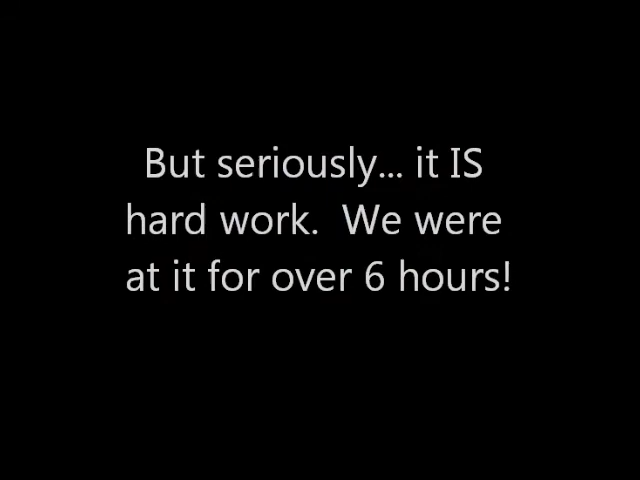 But seriously... it IS
hard work.  We were
at it for over 6 hours!